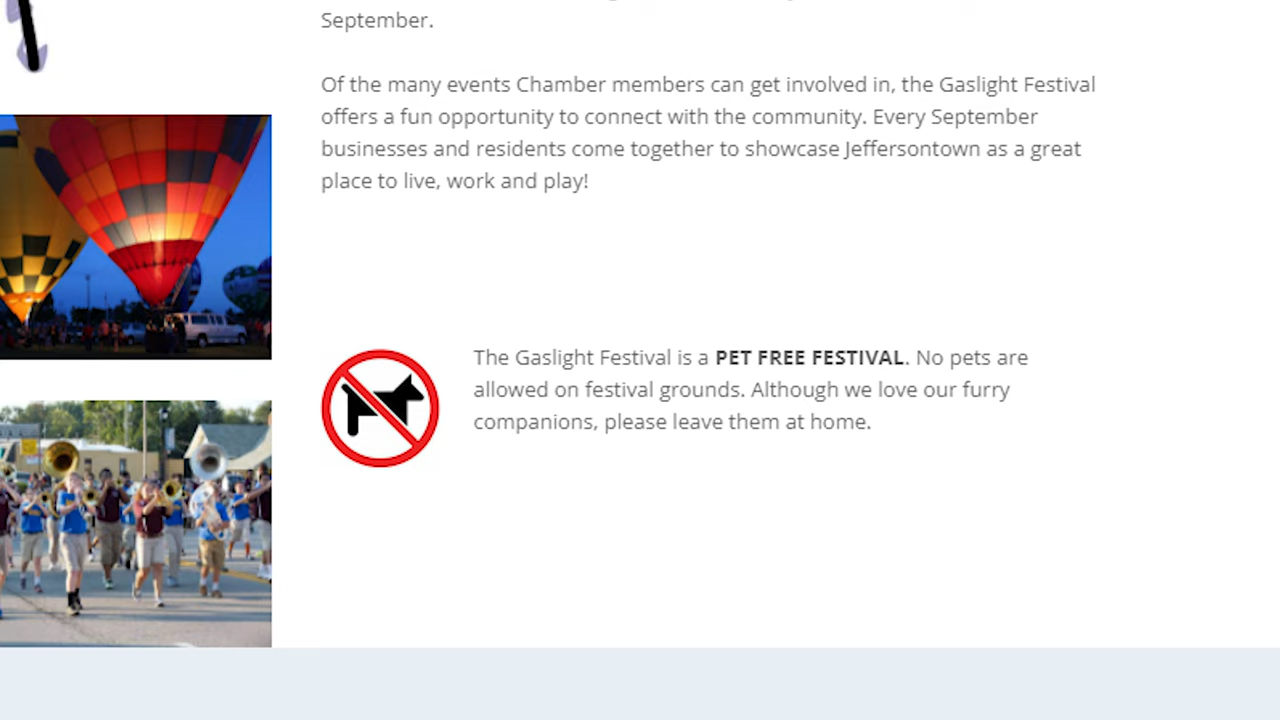 September.
Of the many events Chamber members can get involved in, the Gaslight Festival
offers a fun opportunity to connect with the community. Every September
businesses and residents come together to showcase Jeffersontown as a great
place to live, work and play!
The Gaslight Festival is a PET FREE FESTIVAL. No pets are
allowed on festival grounds. Although we love our furry
companions, please leave them at home.